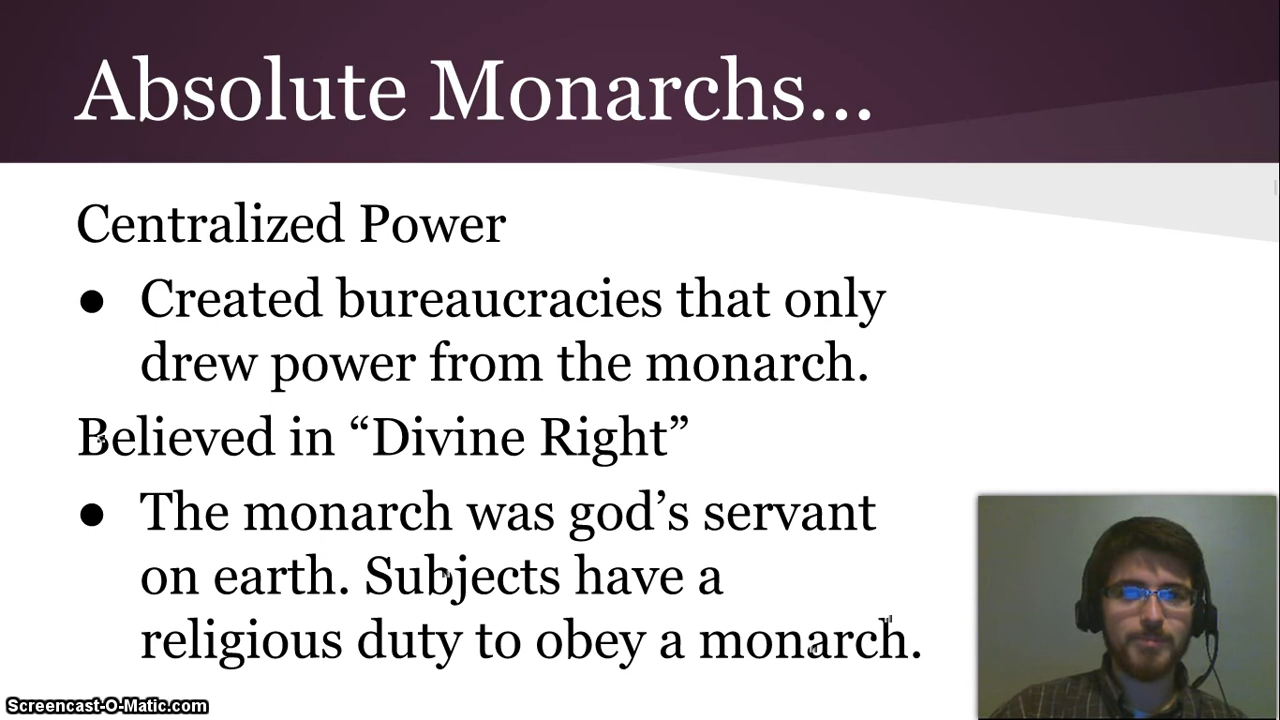 Absolute Monarchs...
Centralized Power
● Created bureaucracies that only
drew power from the monarch.
Believed in “Divine Right”
● The monarch was god’s servant
on earth. Subjects have a
religious duty to obey a monarch.
Screencast-O-Matic.com